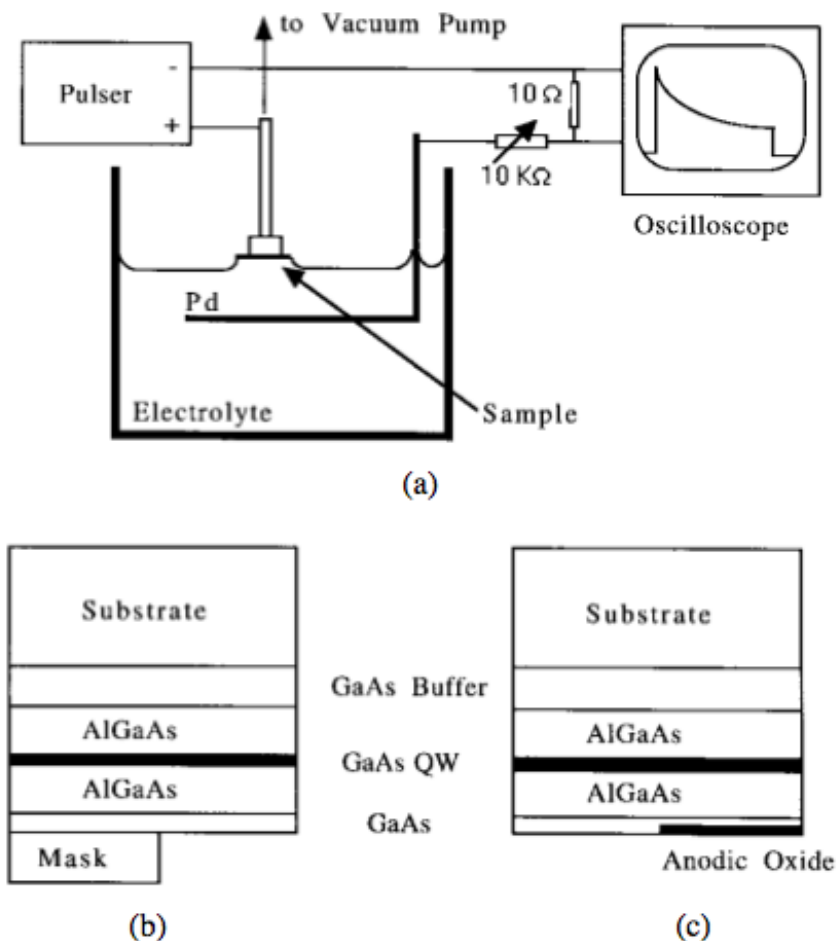 to Vacuum Pump
-
Pulser
+
10 Ω
10 KΩ
Oscilloscope
Pd
Electrolyte
Sample
(a)
Substrate
Substrate
GaAs Buffer
AlGaAs
AlGaAs
GaAs QW
AlGaAs
AlGaAs
GaAs
Mask
Anodic Oxide
(b)
(c)